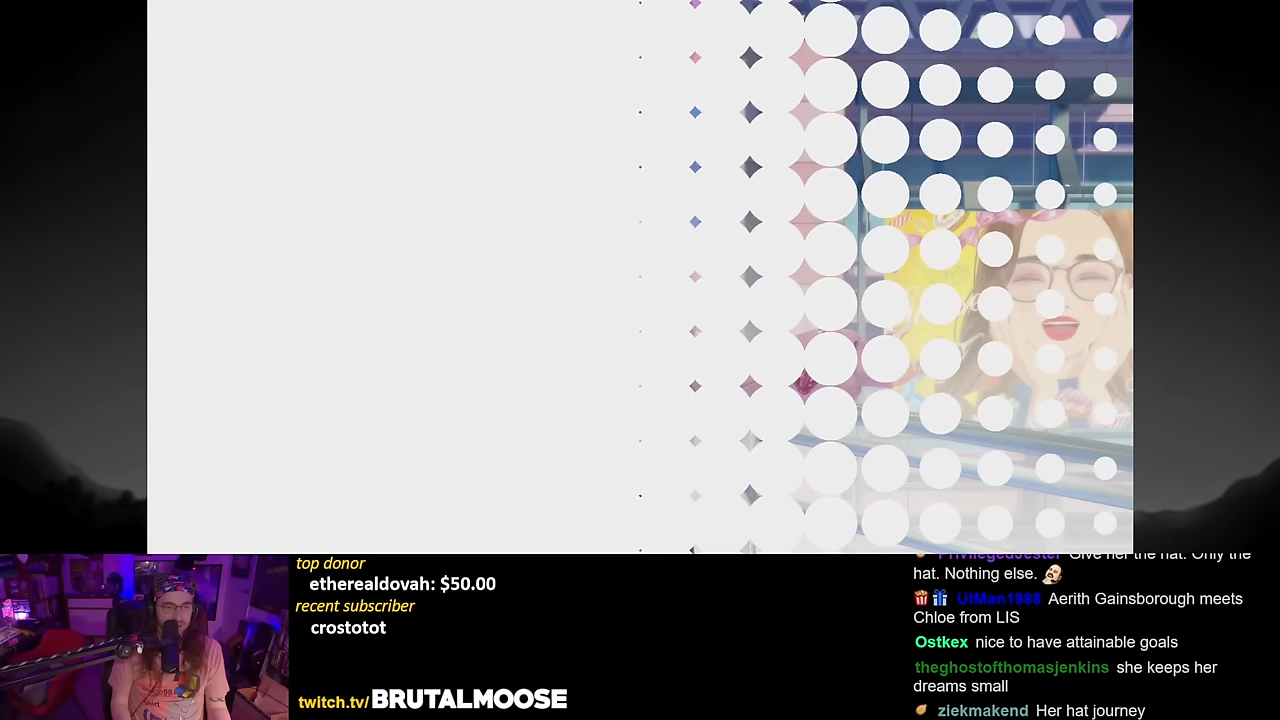 top donor
etherealdovah: $50.00
recent subscriber
crostotot
twitch.tv/BRUTALMOOSE
PrivilegedJester Give her the hat. Only the
hat. Nothing else.
UtMan1988 Aerith Gainsborough meets
Chloe from LIS
Ostkex nice to have attainable goals
theghostofthomasjenkins she keeps her
dreams small
ziekmakend Her hat journey